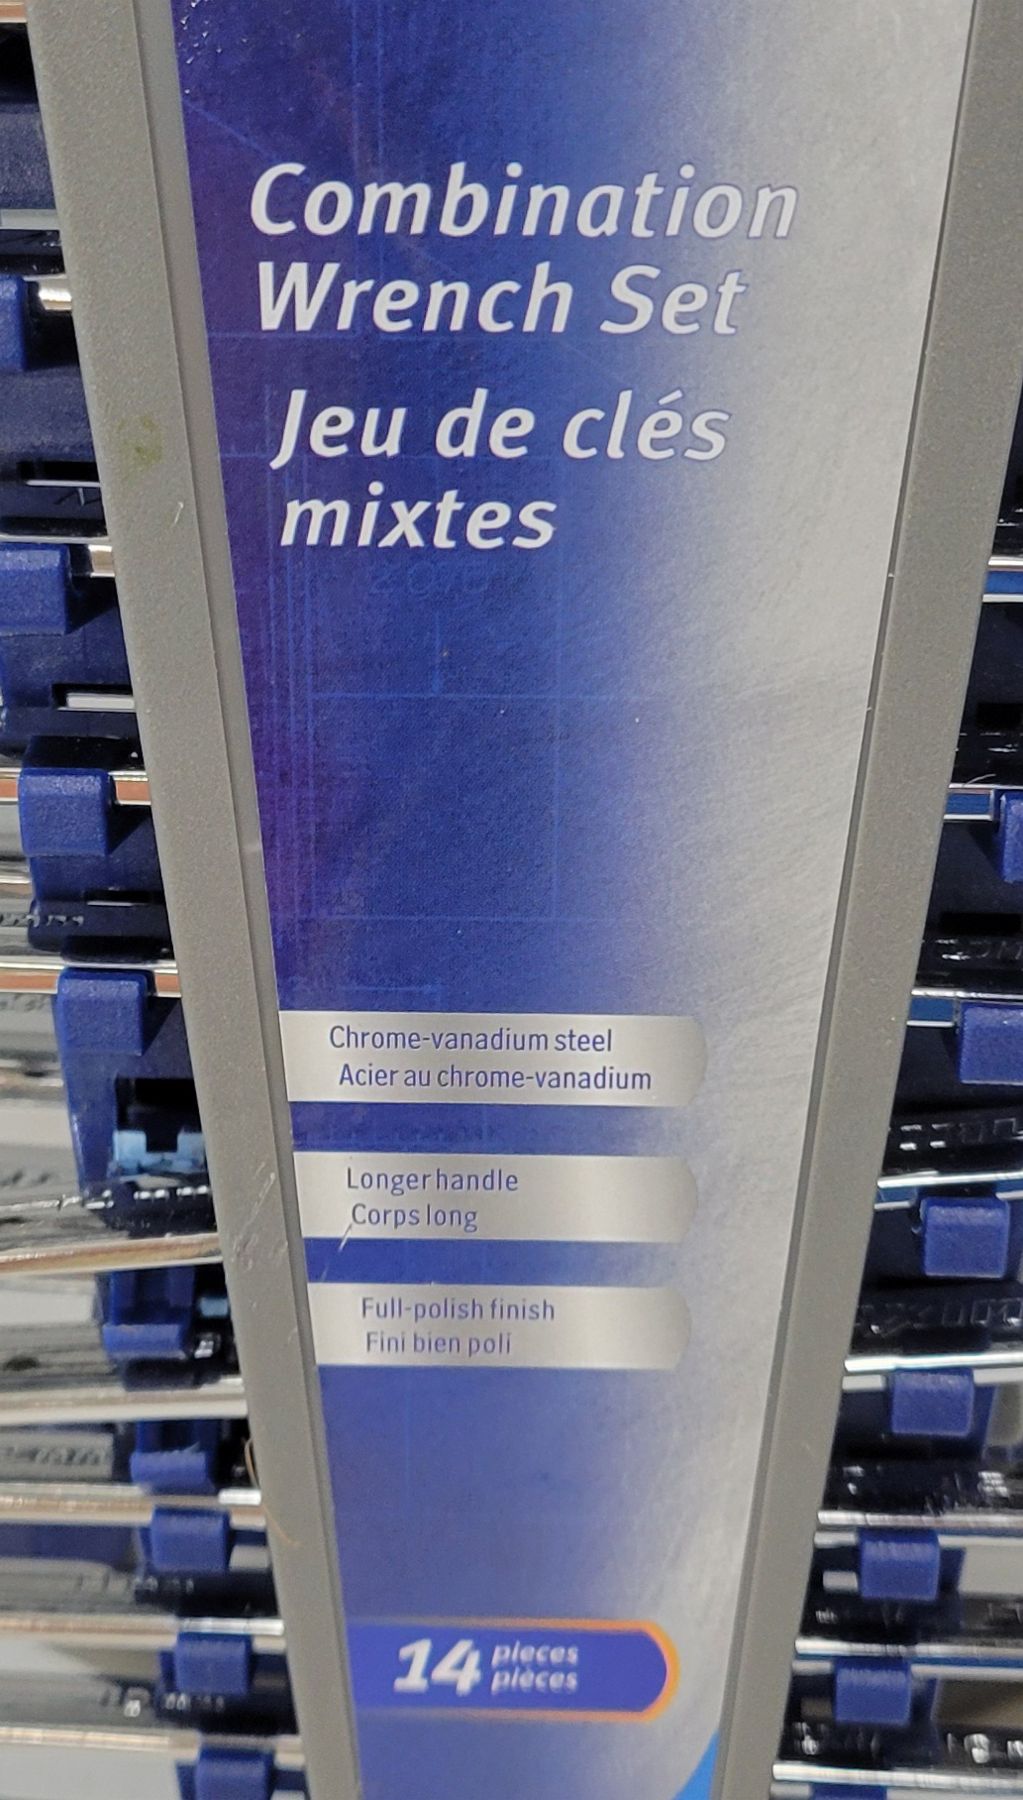 Combination
Wrench Set
Jeu de clés
mixtes
Chrome-vanadium steel
Acier au chrome-vanadium
Longer handle
Corps long
Full-polish finish
Fini bien poli
14 pieces
pièces